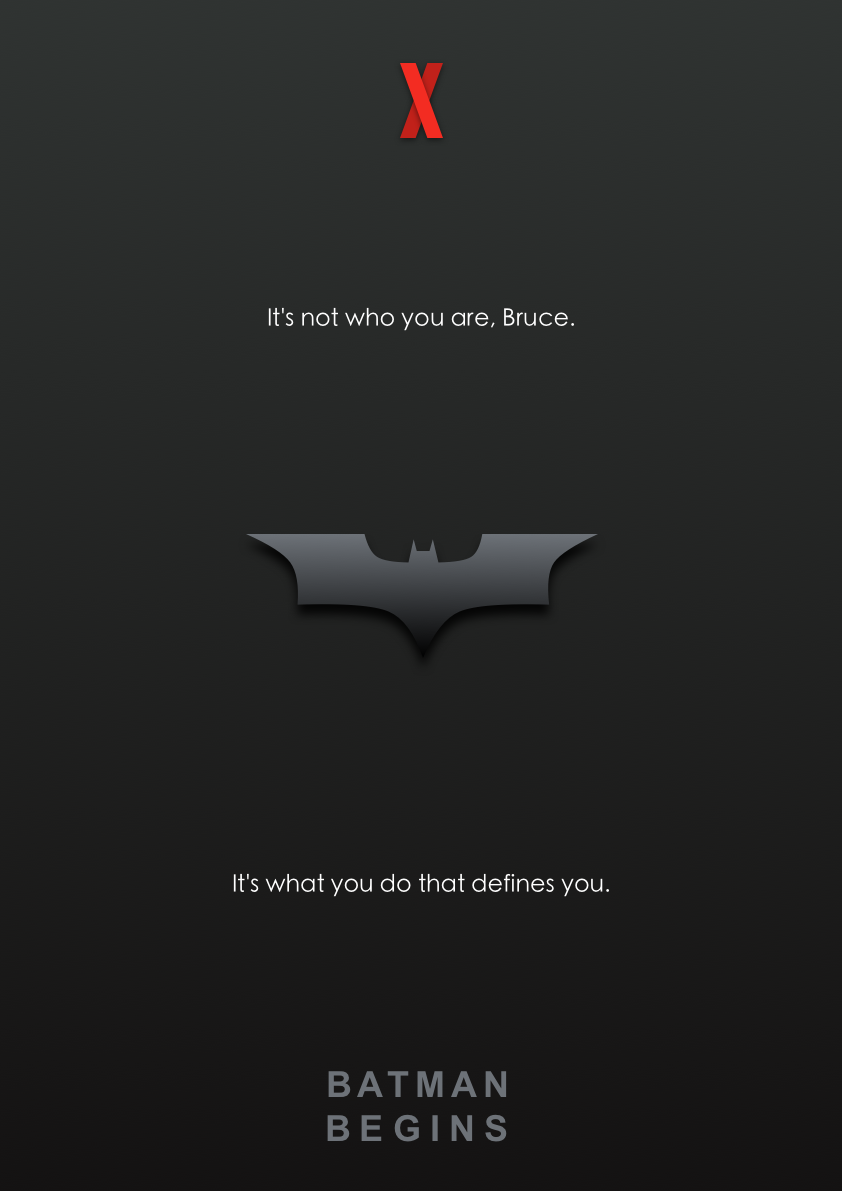 X
It's not who you are, Bruce.
It's what you do that defines you.
BATMAN
BEGINS